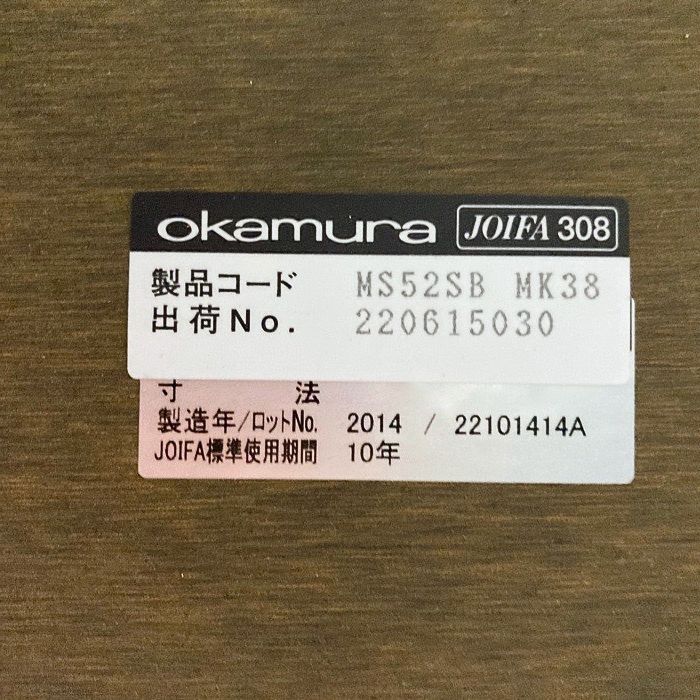 okamura JOIFA 308
製品コード MS52SB MK38
出荷No. 220615030
寸法
製造年/ロットNo. 2014 / 22101414A
JOIFA標準使用期間 10年